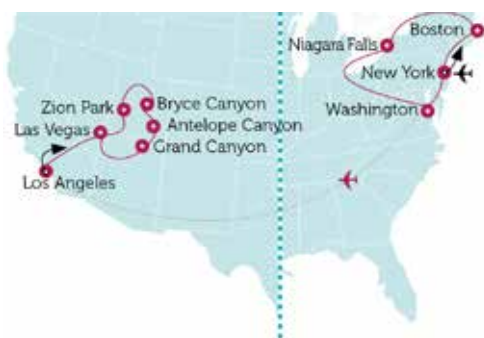 Boston
Niagara Falls
New York
Bryce Canyon
Zion Park
Washington
Antelope Canyon
Las Vegas
Grand Canyon
Los Angeles